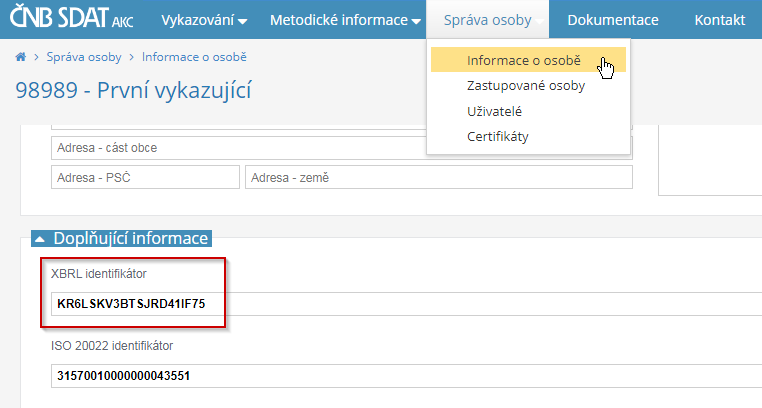 ČNB SDAT AKC Vykazování Metodické informace Správa osoby Dokumentace Kontakt
Správa osoby Informace o osobě
Informace o osobě
Zastupované osoby
Uživatelé
Certifikáty
98989 - První vykazující
Adresa - část obce
Adresa - PSČ Adresa - země
Doplňující informace
XBRL identifikátor
KR6LSKV3BTSJRD41IF75
ISO 20022 identifikátor
31570010000000043551